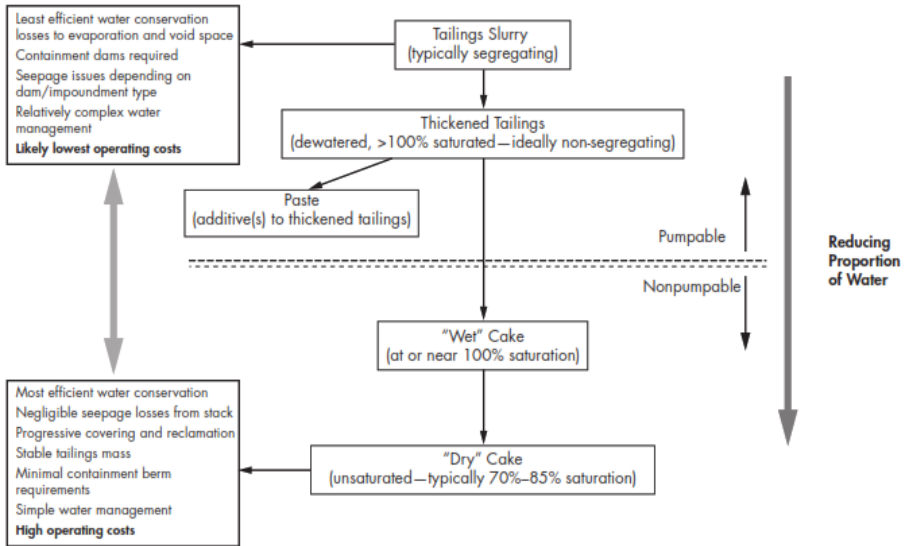 Least efficient water conservation
losses to evaporation and void space
Containment dams required
Seepage issues depending on
dam/impoundment type
Relatively complex water
management
Likely lowest operating costs
Tailings Slurry
(typically segregating)
Thickened Tailings
(dewatered, >100% saturated—ideally non-segregating)
Paste
(additive(s) to thickened tailings)
Pumpable
Nonpumpable
Reducing
Proportion
of Water
"Wet" Cake
(at or near 100% saturation)
Most efficient water conservation
Negligible seepage losses from stack
Progressive covering and reclamation
Stable tailings mass
Minimal containment berm
requirements
Simple water management
High operating costs
"Dry" Cake
(unsaturated—typically 70%–85% saturation)